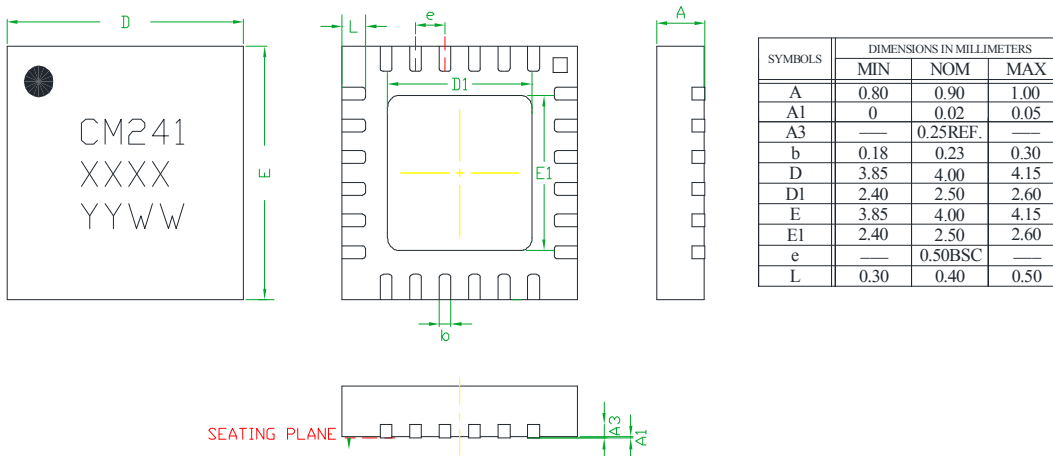 D
CM241
XXXX
YYWW
E
L
e
D1
E1
b
A
SEATING PLANE
A3
A1
SYMBOLS DIMENSIONS IN MILLIMETERS
MIN NOM MAX
A 0.80 0.90 1.00
A1 0 0.02 0.05
A3 — 0.25REF. —
b 0.18 0.23 0.30
D 3.85 4.00 4.15
D1 2.40 2.50 2.60
E 3.85 4.00 4.15
E1 2.40 2.50 2.60
e — 0.50BSC —
L 0.30 0.40 0.50